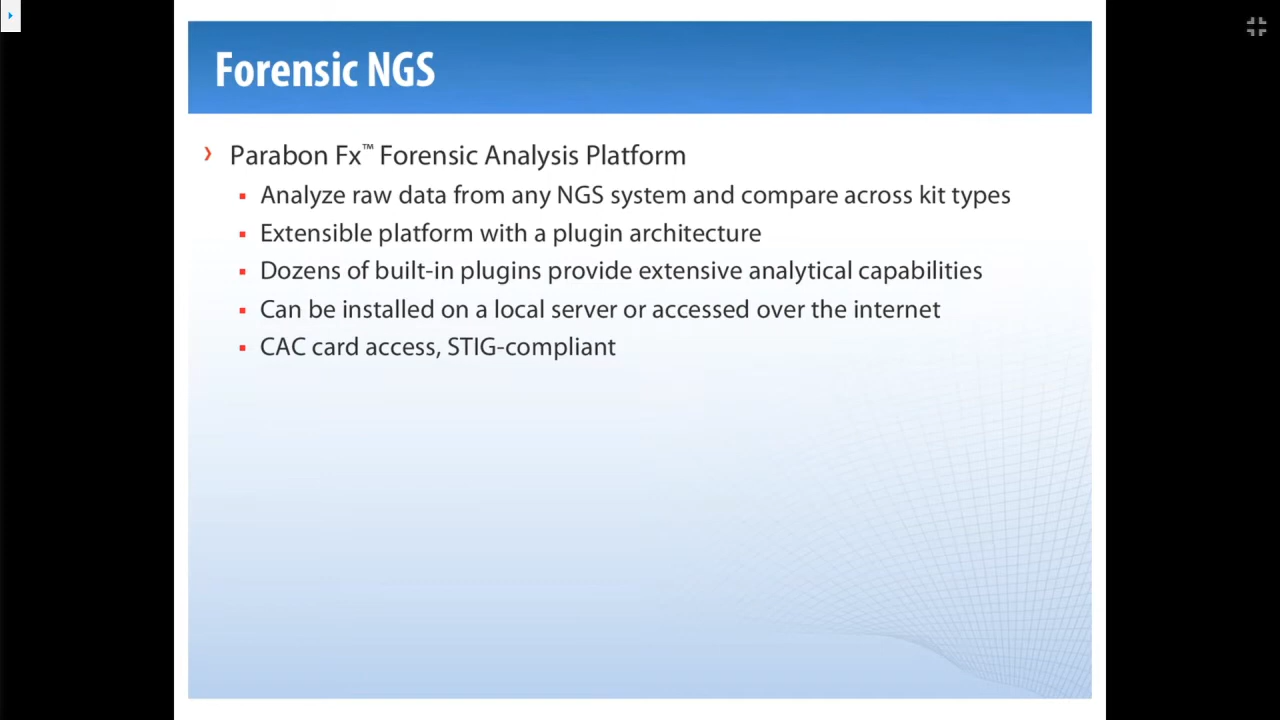 Forensic NGS
Parabon Fx™ Forensic Analysis Platform
Analyze raw data from any NGS system and compare across kit types
Extensible platform with a plugin architecture
Dozens of built-in plugins provide extensive analytical capabilities
Can be installed on a local server or accessed over the internet
CAC card access, STIG-compliant